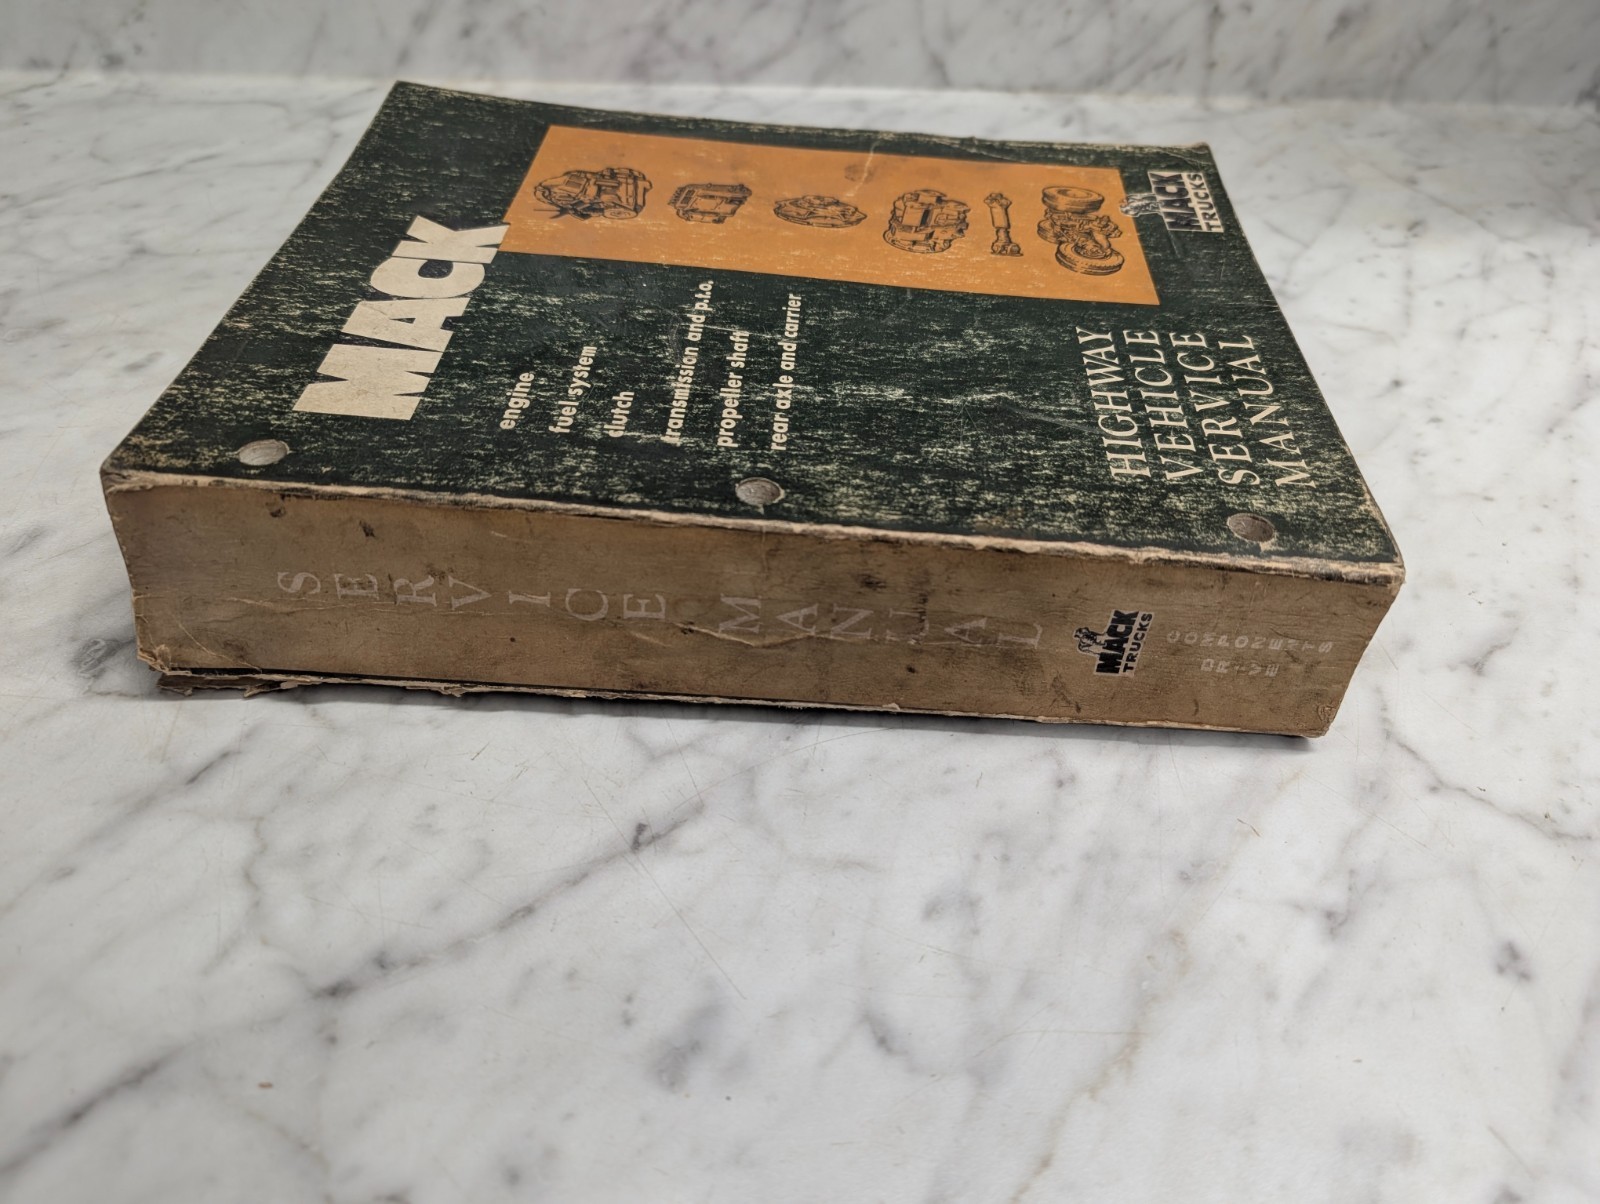 MACK
engine
fuel system
clutch
transmission and p.t.o.
propeller shaft
rear axle and carrier
MACK
TRUCKS
HIGHWAY
VEHICLE
SERVICE
MANUAL
SERVICE MANUAL
MACK
TRUCKS